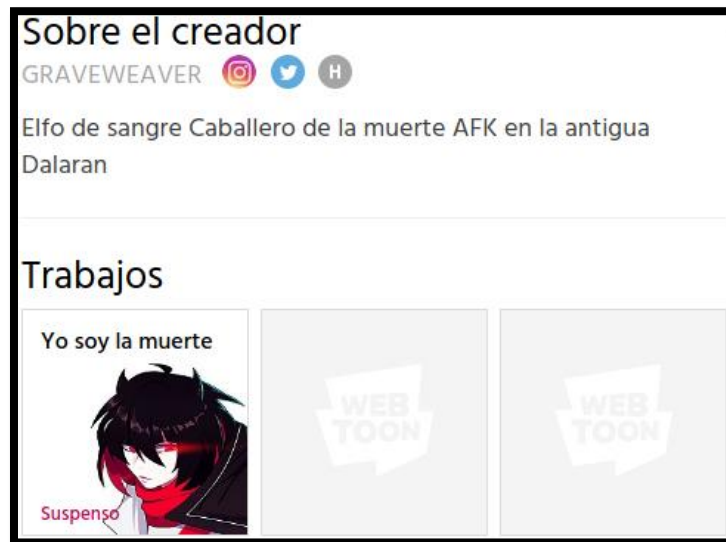 Sobre el creador
GRAVEWEAVER H
Elfo de sangre Caballero de la muerte AFK en la antigua
Dalaran
Trabajos
Yo soy la muerte
Suspenso
WEB
TOON
WEB
TOON